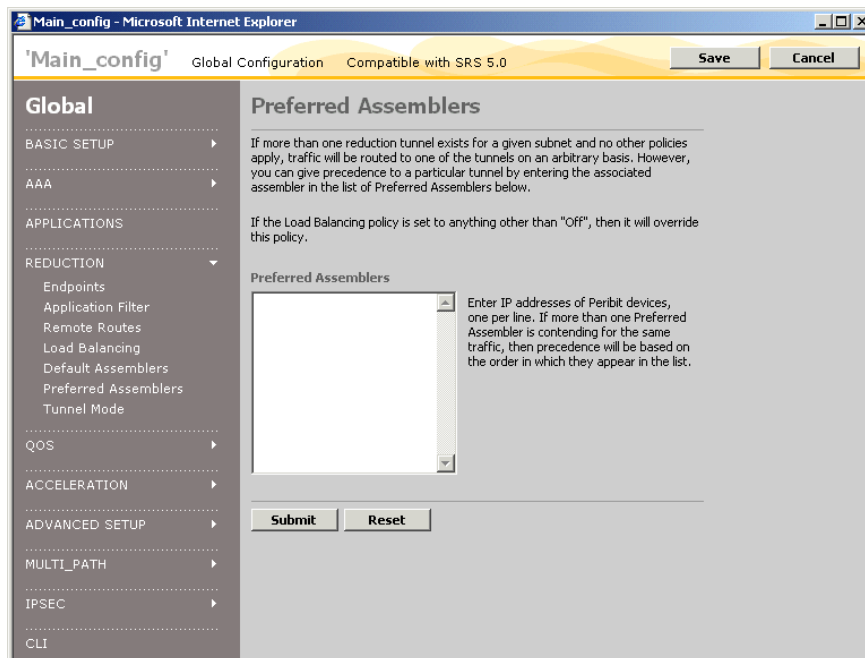 Main_config - Microsoft Internet Explorer
'Main_config' Global Configuration Compatible with SRS 5.0 Save Cancel
Global
BASIC SETUP
AAA
APPLICATIONS
REDUCTION
Endpoints
Application Filter
Remote Routes
Load Balancing
Default Assemblers
Preferred Assemblers
Tunnel Mode
QOS
ACCELERATION
ADVANCED SETUP
MULTI_PATH
IPSEC
CLI
Preferred Assemblers
If more than one reduction tunnel exists for a given subnet and no other policies
apply, traffic will be routed to one of the tunnels on an arbitrary basis. However,
you can give precedence to a particular tunnel by entering the associated
assembler in the list of Preferred Assemblers below.
If the Load Balancing policy is set to anything other than "Off", then it will override
this policy.
Preferred Assemblers
Enter IP addresses of Peribit devices,
one per line. If more than one Preferred
Assembler is contending for the same
traffic, then precedence will be based on
the order in which they appear in the list.
Submit Reset